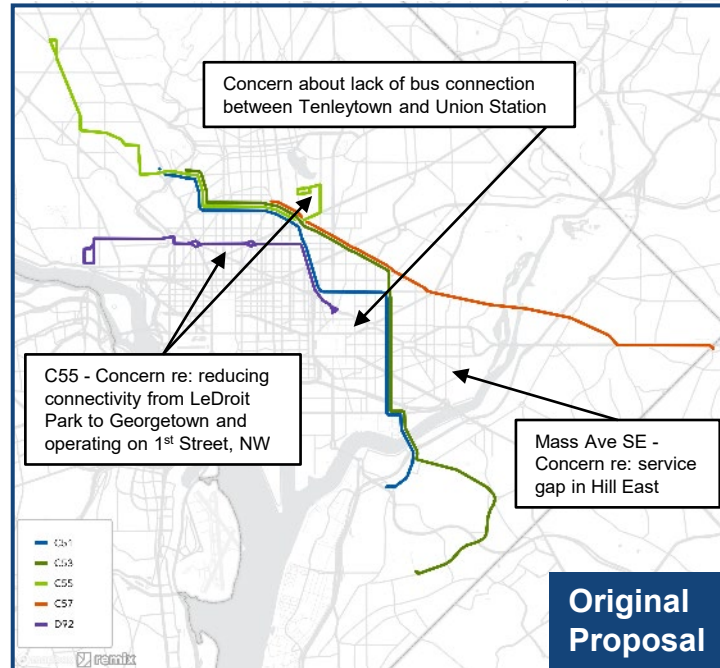 Concern about lack of bus connection
between Tenleytown and Union Station
C55 - Concern re: reducing
connectivity from LeDroit
Park to Georgetown and
operating on 1st Street, NW
Mass Ave SE -
Concern re: service
gap in Hill East
C51
C53
C55
C57
D92
remix
Original
Proposal